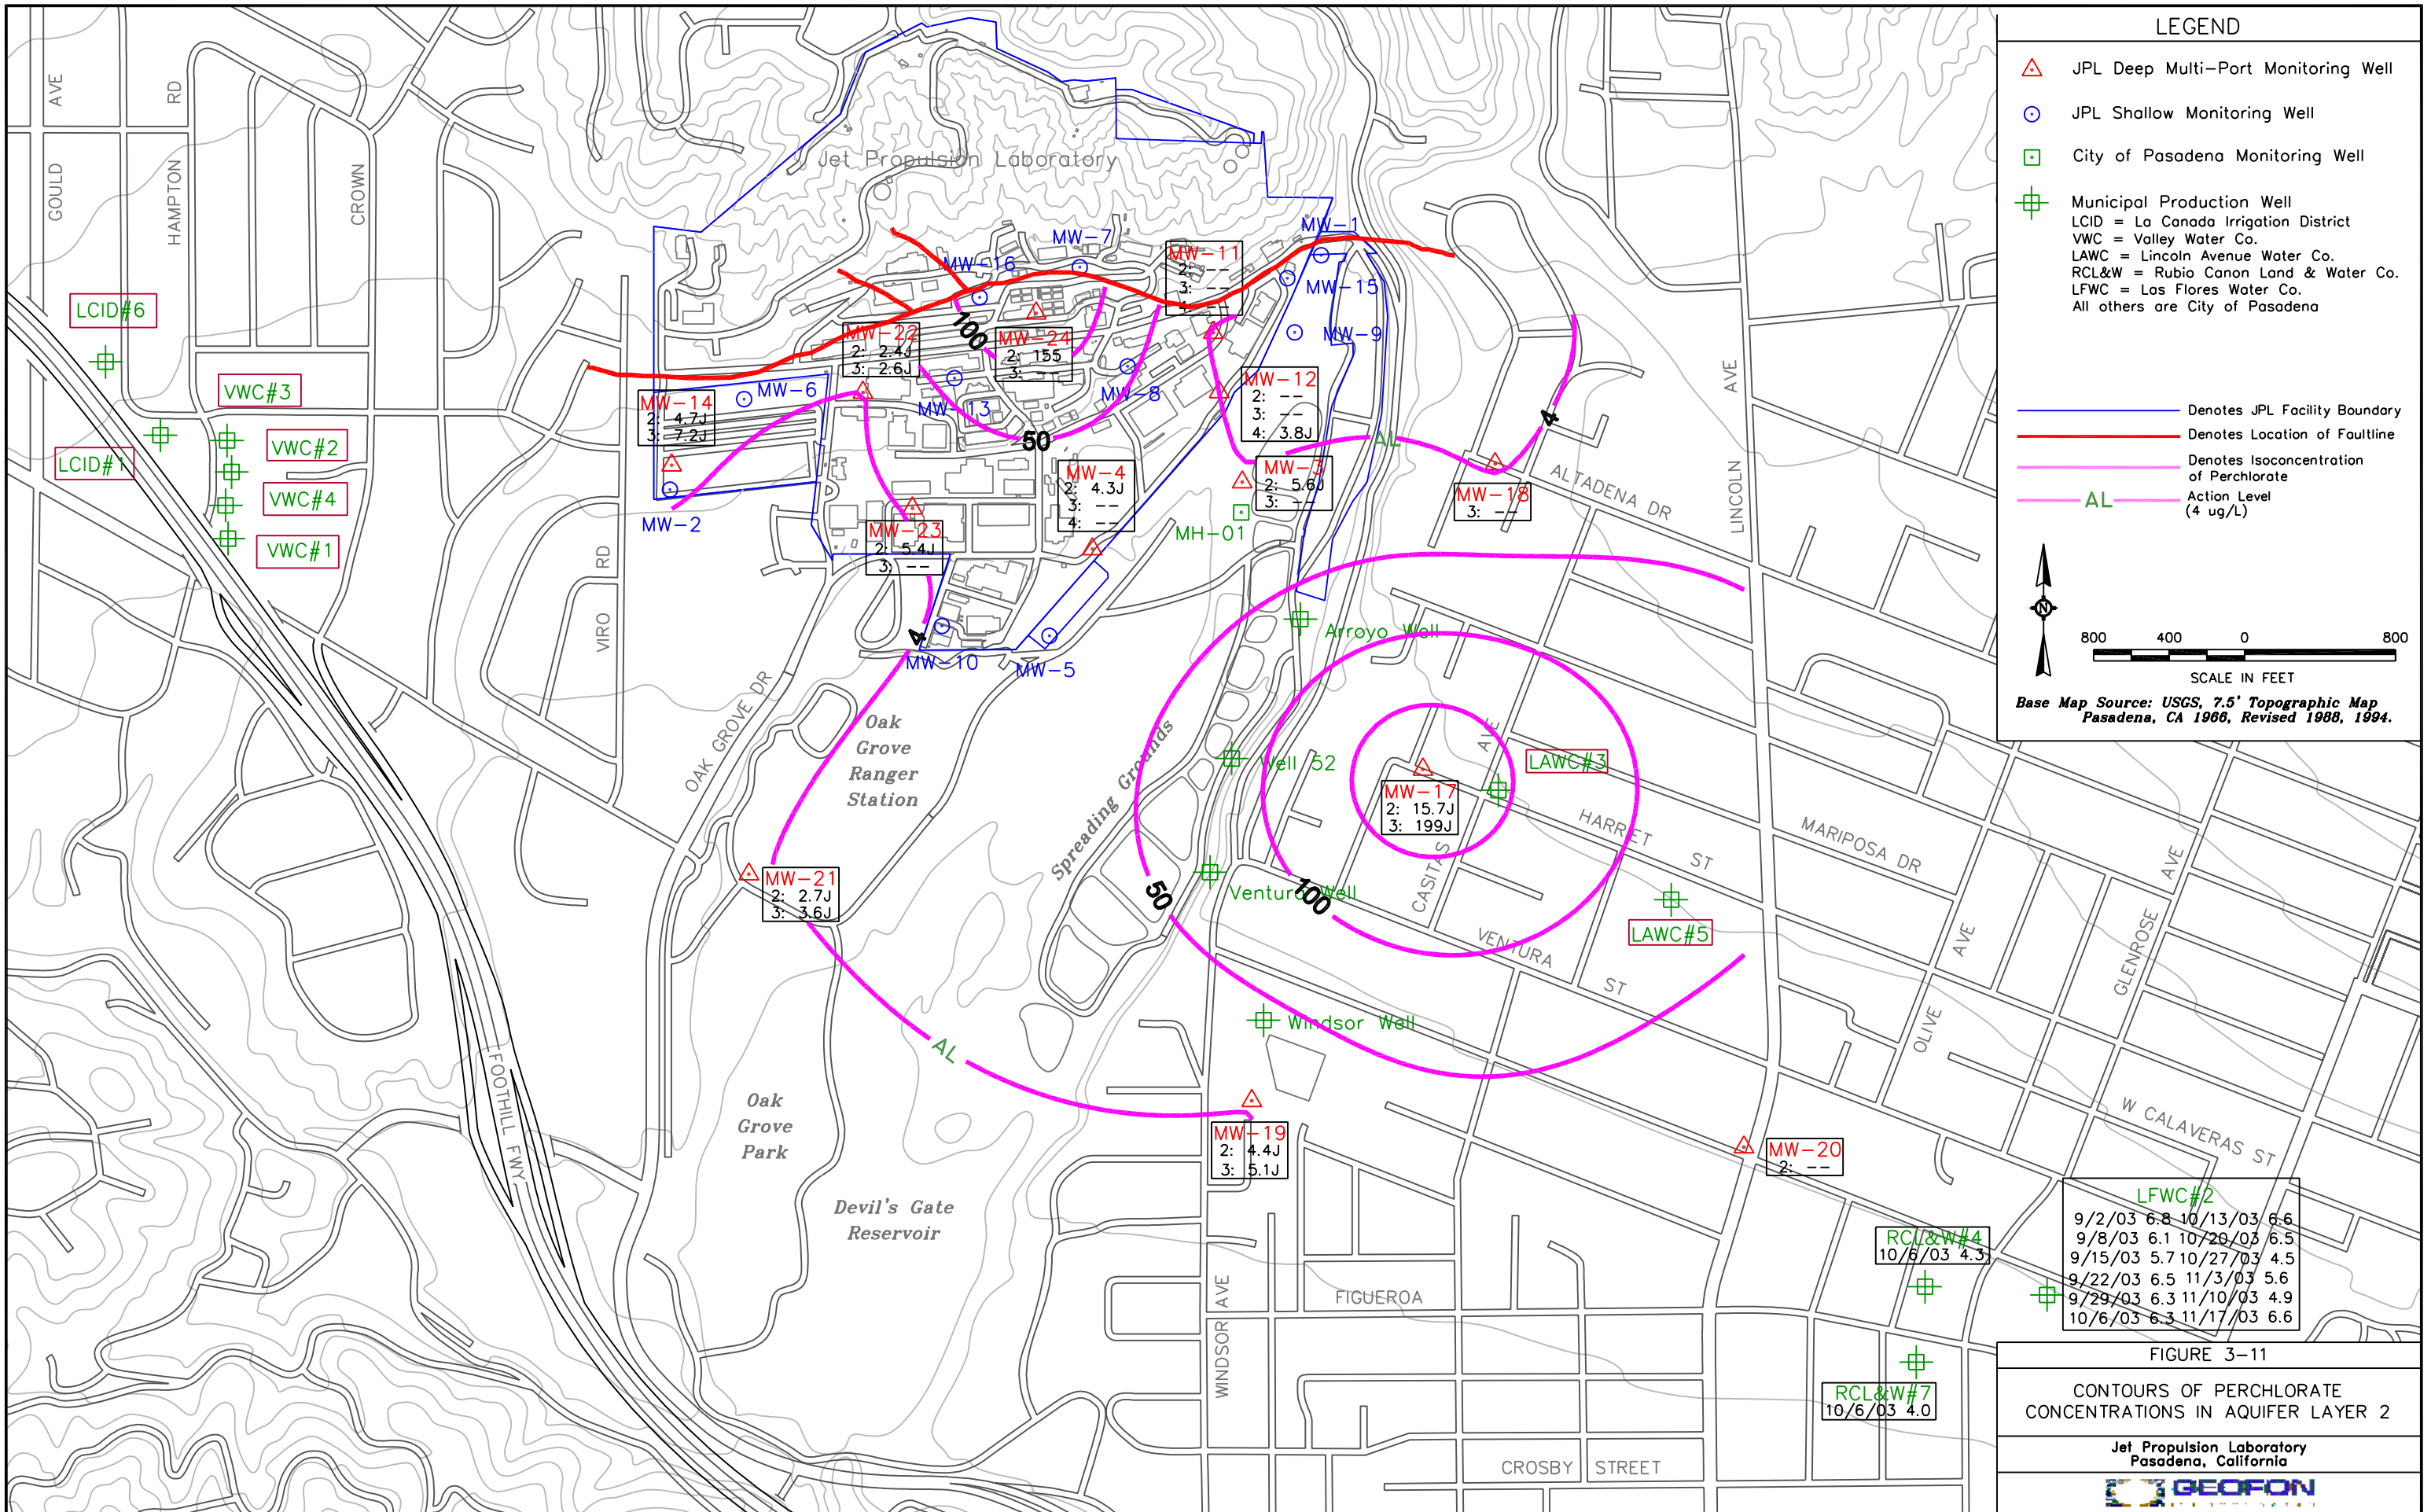 LEGEND
JPL Deep Multi-Port Monitoring Well
JPL Shallow Monitoring Well
City of Pasadena Monitoring Well
Municipal Production Well
LCID = La Canada Irrigation District
VWC = Valley Water Co.
LAWC = Lincoln Avenue Water Co.
RCL&W = Rubio Canon Land & Water Co.
LFWC = Las Flores Water Co.
All others are City of Pasadena
Denotes JPL Facility Boundary
Denotes Location of Faultline
Denotes Isoconcentration
of Perchlorate
AL
Action Level
(4 ug/L)
N
800 400 0 800
SCALE IN FEET
Base Map Source: USGS, 7.5' Topographic Map
Pasadena, CA 1966, Revised 1988, 1994.
GOULD AVE
HAMPTON RD
CROWN
Jet Propulsion Laboratory
MW-7
MW-16
MW-11
2: --
3: --
4: --
MW-1
MW-15
MW-9
LCID#6
VWC#3
VWC#2
LCID#1
VWC#4
VWC#1
MW-22
2: 2.4J
3: 2.6J
100
MW-24
2: 155
3: --
MW-6
MW-13
MW-8
MW-12
2: --
3: --
4: 3.8J
MW-14
2: 4.7J
3: 7.2J
50
AL
4
MW-4
2: 4.3J
3: --
4: --
MW-3
2: 5.6J
3: --
MW-18
3: --
ALTADENA DR
LINCOLN AVE
MW-2
MW-23
2: 5.4J
3: --
MH-01
VIRO RD
4
MW-10
MW-5
Arroyo Well
OAK GROVE DR
Oak
Grove
Ranger
Station
Spreading Grounds
Well 52
MW-17
2: 15.7J
3: 199J
LAWC#3
CASITAS AVE
HARRIET ST
MARIPOSA DR
MW-21
2: 2.7J
3: 3.6J
50
Ventura Well
100
LAWC#5
VENTURA ST
OLIVE AVE
GLENROSE AVE
Windsor Well
AL
FOOTHILL FWY
Oak
Grove
Park
MW-19
2: 4.4J
3: 5.1J
MW-20
2: --
W CALAVERAS ST
Devil's Gate
Reservoir
WINDSOR AVE
FIGUEROA
CROSBY STREET
RCL&W#4
10/6/03 4.3
LFWC#2
9/2/03 6.8 10/13/03 6.6
9/8/03 6.1 10/20/03 6.5
9/15/03 5.7 10/27/03 4.5
9/22/03 6.5 11/3/03 5.6
9/29/03 6.3 11/10/03 4.9
10/6/03 6.3 11/17/03 6.6
RCL&W#7
10/6/03 4.0
FIGURE 3-11
CONTOURS OF PERCHLORATE
CONCENTRATIONS IN AQUIFER LAYER 2
Jet Propulsion Laboratory
Pasadena, California
GEOFON